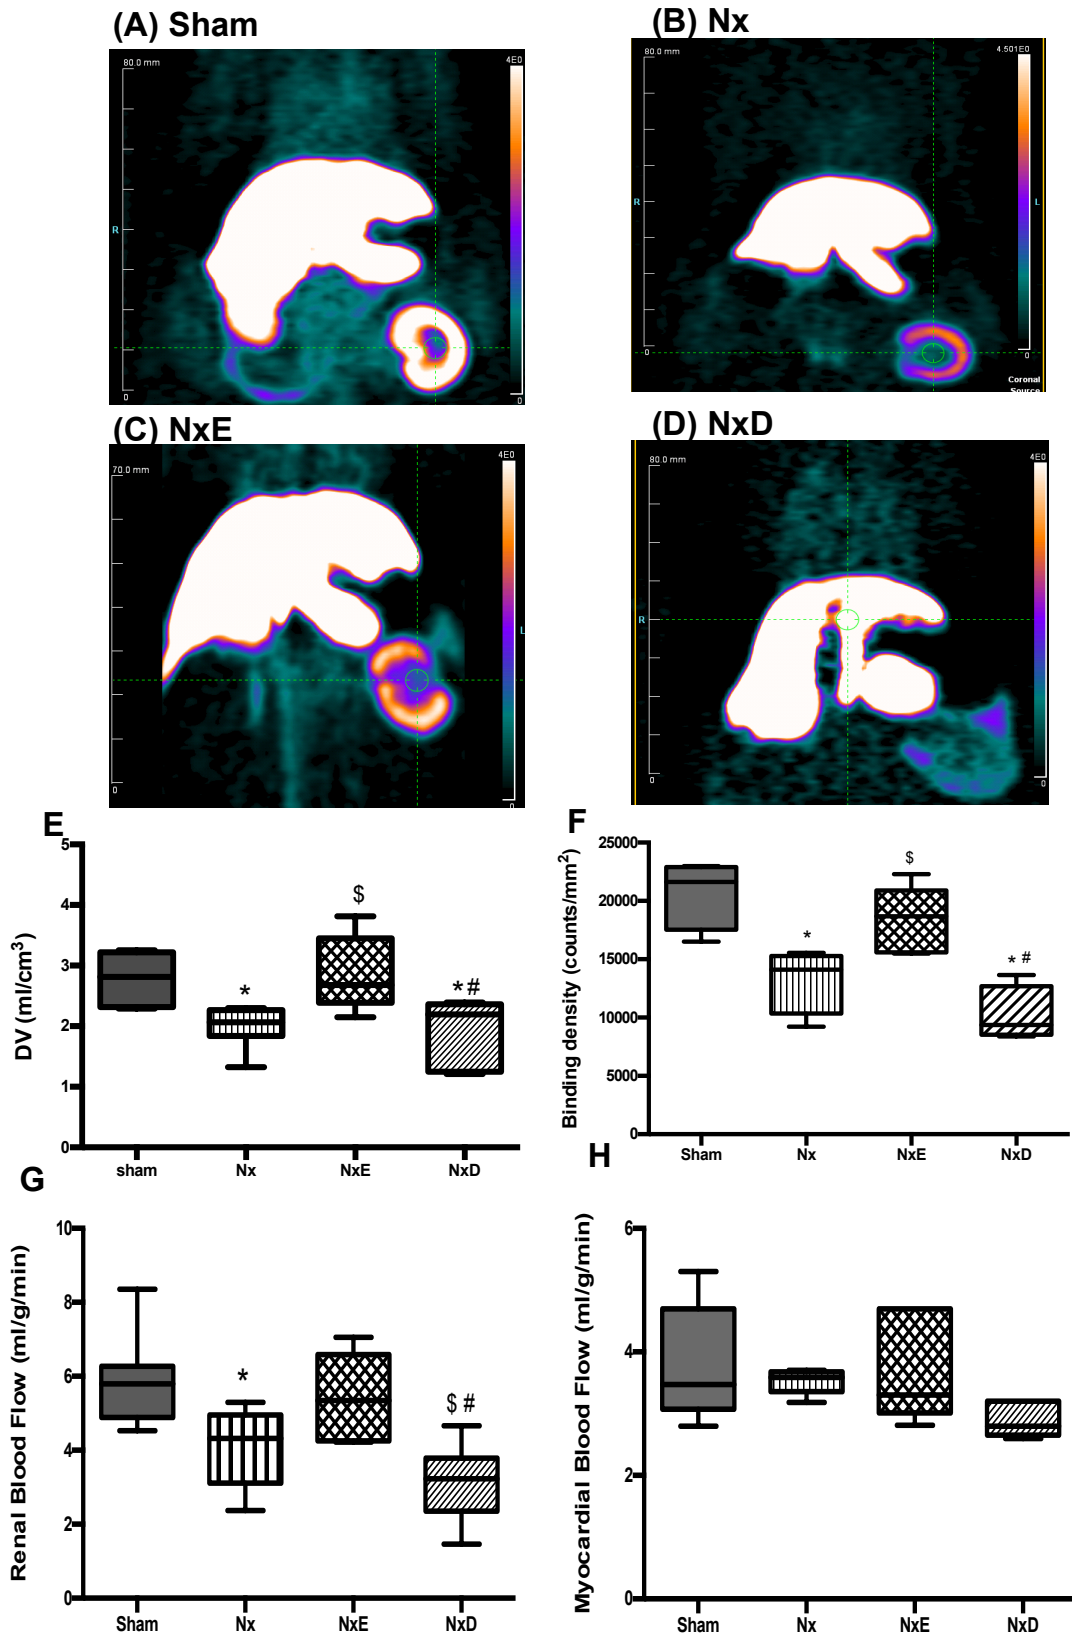 (A) Sham
80.0 mm
4E0
R
0
0
(B) Nx
80.0 mm
4.501E0
R
L
0
0
Coronal
Source
(C) NxE
70.0 mm
4E0
L
0
0
(D) NxD
80.0 mm
4E0
R
0
0
E
DV (ml/cm³)
5
4
3
2
1
0
*
$
*#
sham
Nx
NxE
NxD
F
Binding density (counts/mm²)
25000
20000
15000
10000
5000
0
*
$
*#
Sham
Nx
NxE
NxD
G
Renal Blood Flow (ml/g/min)
10
8
6
4
2
0
*
$ #
Sham
Nx
NxE
NxD
H
Myocardial Blood Flow (ml/g/min)
6
4
2
0
Sham
Nx
NxE
NxD